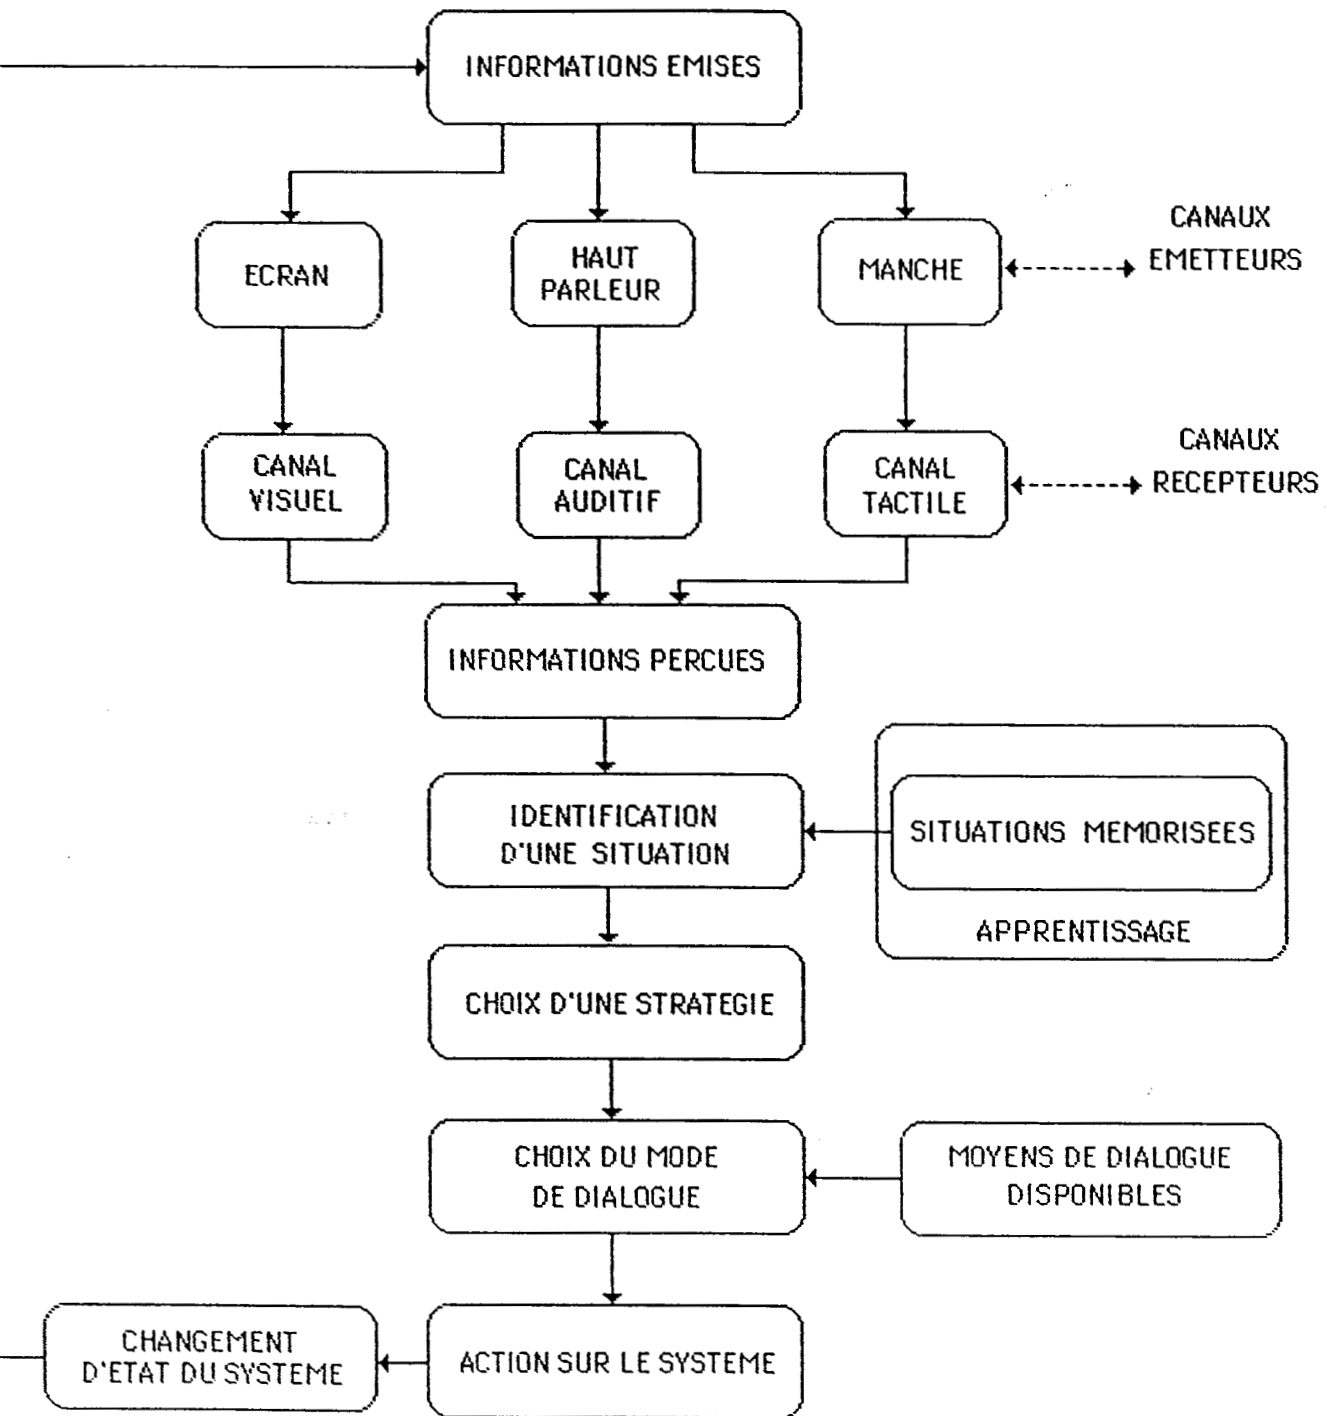 INFORMATIONS EMISES
CANAUX
EMETTEURS
ECRAN
HAUT
PARLEUR
MANCHE
CANAUX
RECEPTEURS
CANAL
VISUEL
CANAL
AUDITIF
CANAL
TACTILE
INFORMATIONS PERCUES
IDENTIFICATION
D'UNE SITUATION
SITUATIONS MEMORISEES
APPRENTISSAGE
CHOIX D'UNE STRATEGIE
CHOIX DU MODE
DE DIALOGUE
MOYENS DE DIALOGUE
DISPONIBLES
CHANGEMENT
D'ETAT DU SYSTEME
ACTION SUR LE SYSTEME